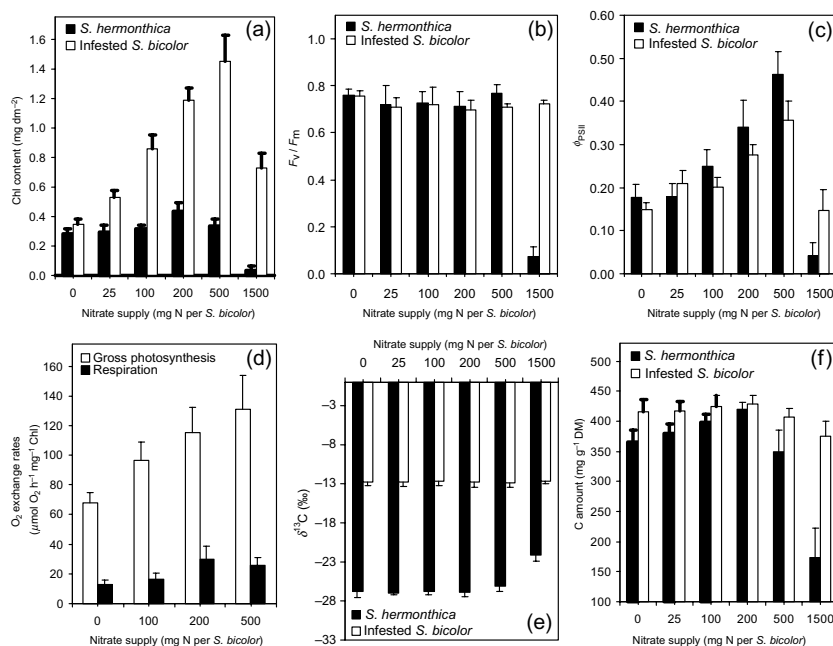 (a)
S. hermonthica
Infested S. bicolor
Chl content (mg dm⁻²)
1.6
1.4
1.2
1.0
0.8
0.6
0.4
0.2
0.0
0 25 100 200 500 1500
Nitrate supply (mg N per S. bicolor)
(b)
S. hermonthica
Infested S. bicolor
Fv / Fm
1.0
0.8
0.6
0.4
0.2
0.0
0 25 100 200 500 1500
Nitrate supply (mg N per S. bicolor)
(c)
S. hermonthica
Infested S. bicolor
ϕPSII
0.50
0.40
0.30
0.20
0.10
0.00
0 25 100 200 500 1500
Nitrate supply (mg N per S. bicolor)
(d)
Gross photosynthesis
Respiration
O₂ exchange rates
(μmol O₂ h⁻¹ mg⁻¹ Chl)
160
140
120
100
80
60
40
20
0
0 100 200 500
Nitrate supply (mg N per S. bicolor)
Nitrate supply (mg N per S. bicolor)
0 25 100 200 500 1500
δ¹³C (‰)
−3
−8
−13
−18
−23
−28
−33
S. hermonthica
Infested S. bicolor
(e)
(f)
S. hermonthica
Infested S. bicolor
C amount (mg g⁻¹ DM)
500
450
400
350
300
250
200
150
100
0 25 100 200 500 1500
Nitrate supply (mg N per S. bicolor)